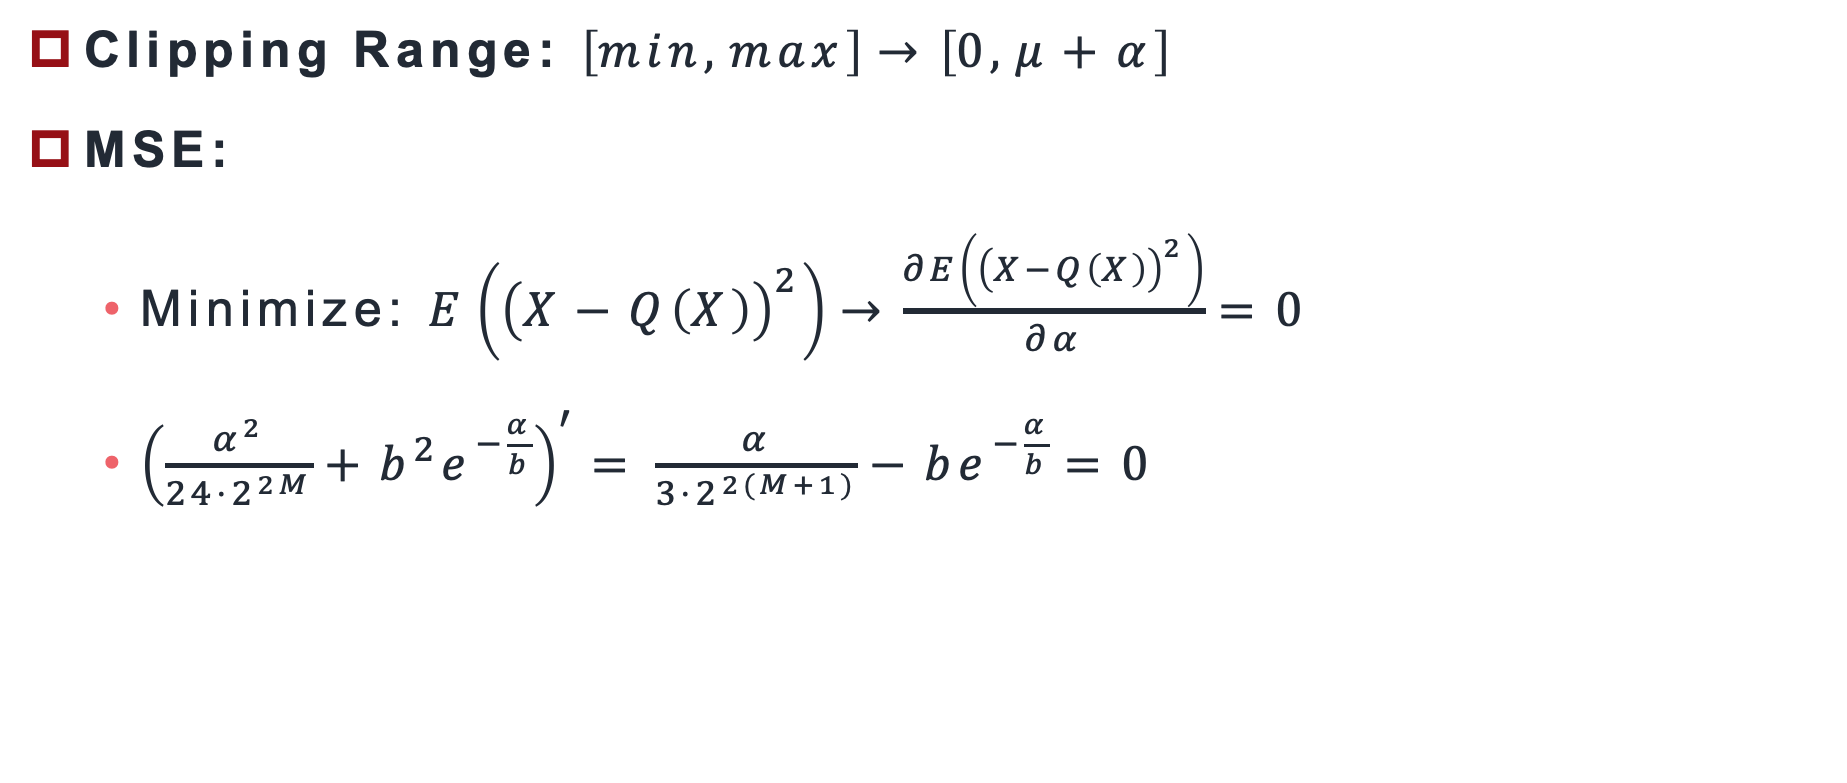 Clipping Range: [min, max] → [0, μ + α]
MSE:
• Minimize: E((X − Q(X))²) → ∂E((X−Q(X))²)/∂α = 0
• (α²/(24·2^(2M)) + b²e^(−α/b))′ = α/(3·2^(2(M+1))) − be^(−α/b) = 0